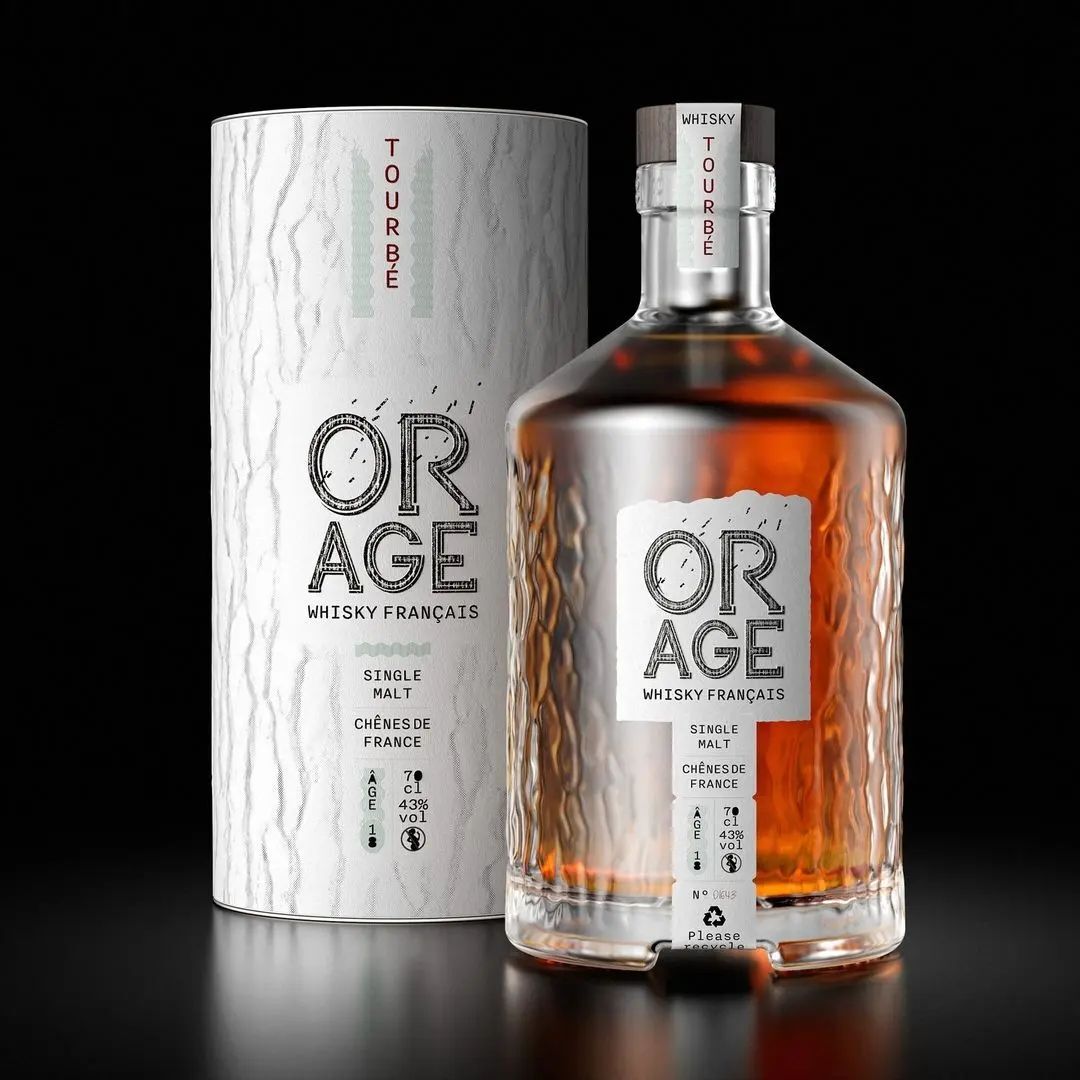 TOURBÉ
OR
AGE
WHISKY FRANÇAIS
SINGLE
MALT
CHÊNES DE
FRANCE
ÂGE 18
70
cl
43%
vol
WHISKY
TOURBÉ
OR
AGE
WHISKY FRANÇAIS
SINGLE
MALT
CHÊNES DE
FRANCE
ÂGE 18
70
cl
43%
vol
N° 01643
Please
recycle